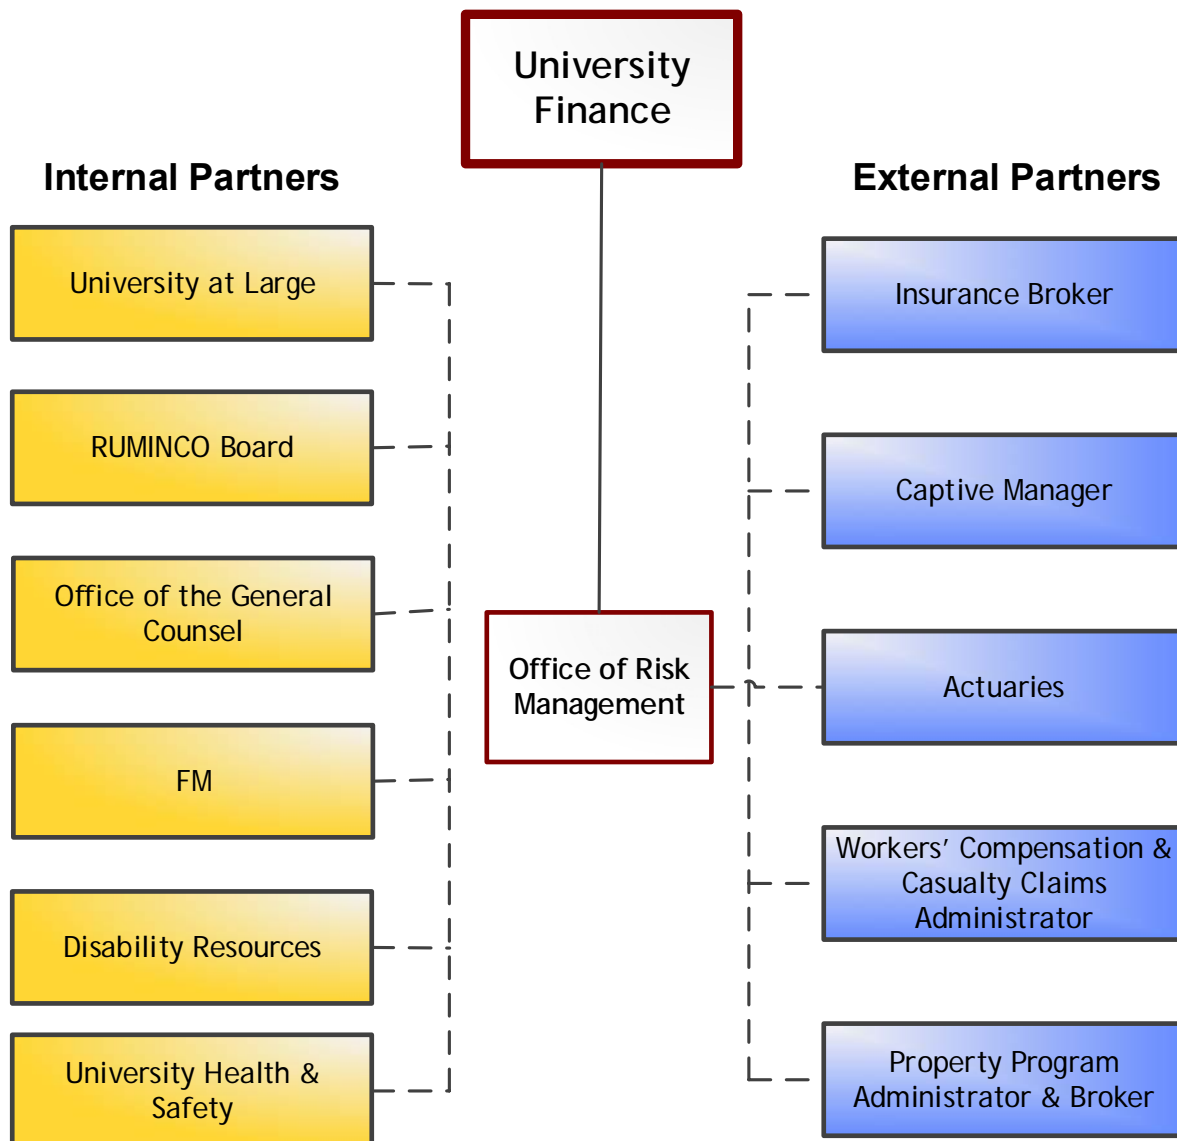 University
Finance
Internal Partners
External Partners
University at Large
RUMINCO Board
Office of the General
Counsel
FM
Disability Resources
University Health &
Safety
Office of Risk
Management
Insurance Broker
Captive Manager
Actuaries
Workers’ Compensation &
Casualty Claims
Administrator
Property Program
Administrator & Broker